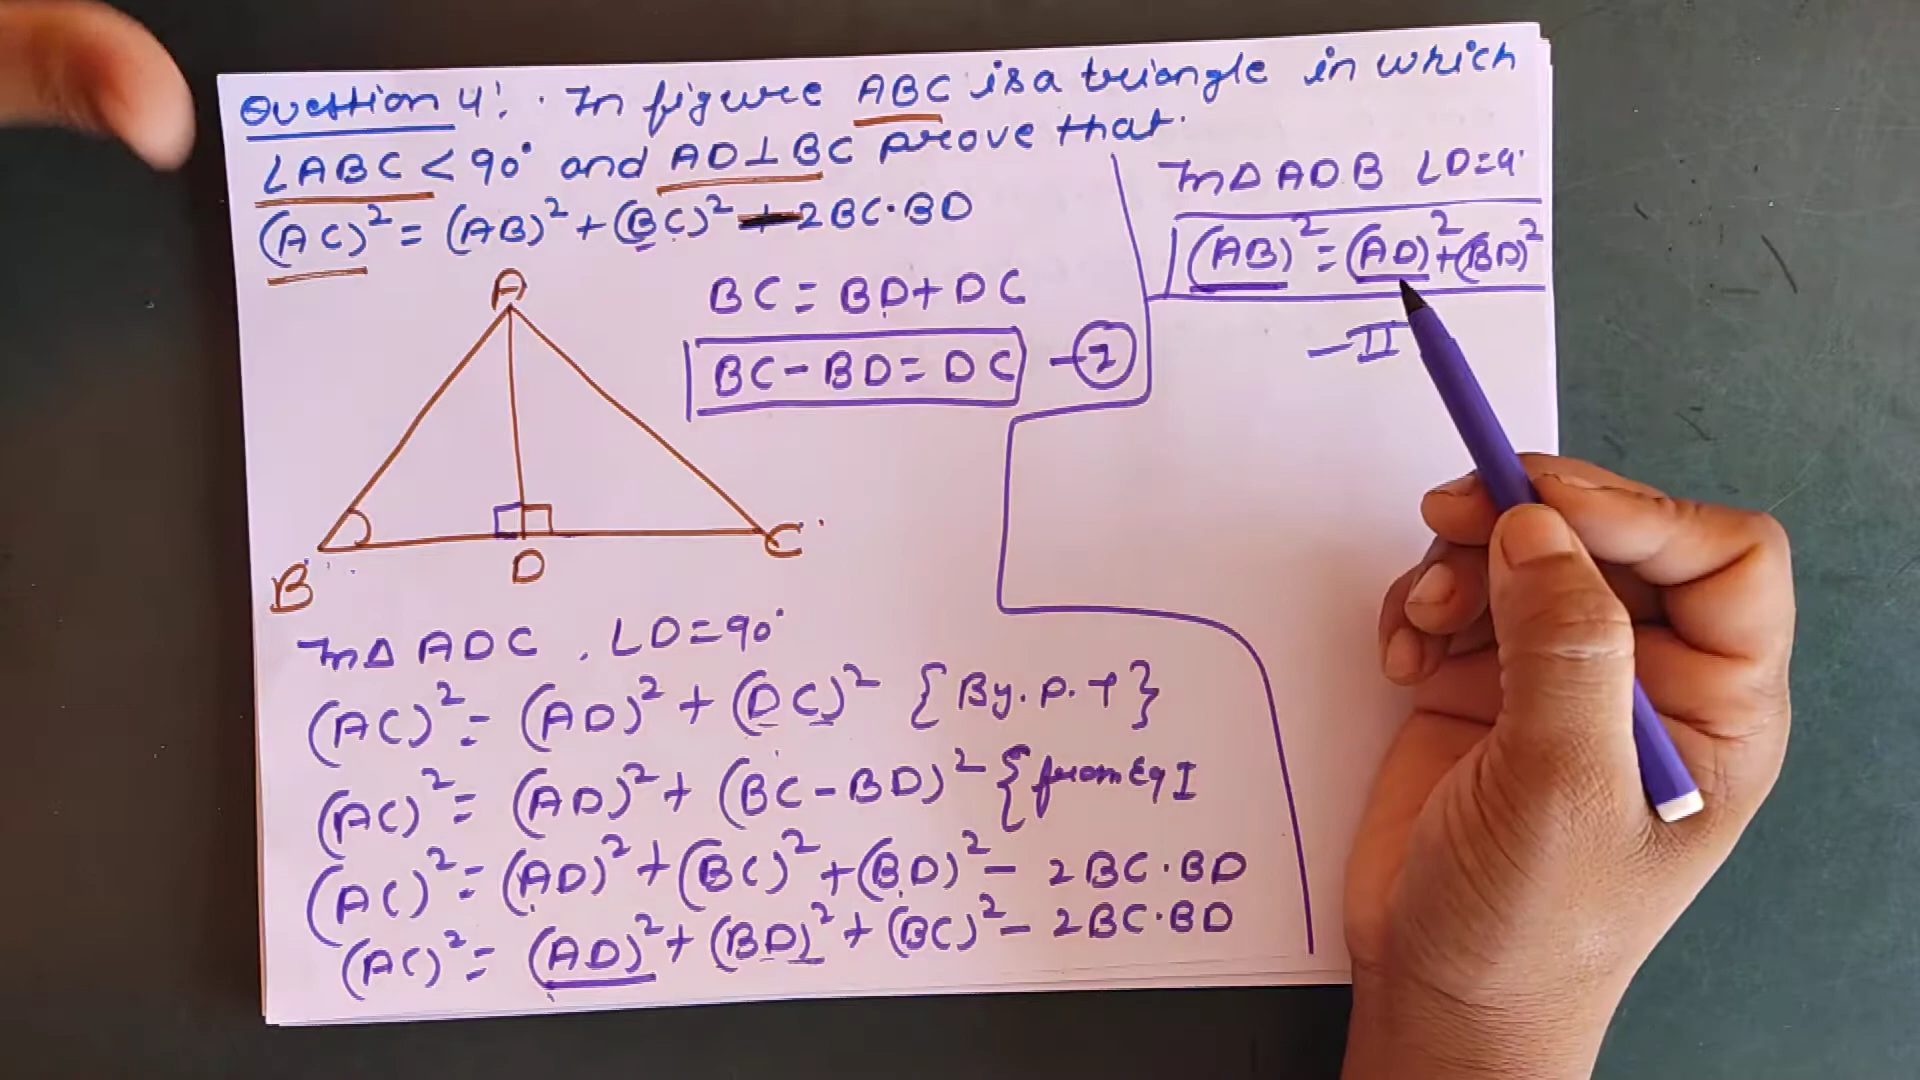 Question 4: In figure ABC is a triangle in which
∠ABC < 90° and AD⊥BC prove that
(AC)² = (AB)² + (BC)² - 2BC·BD
A
B
D
C
BC = BD + DC
BC - BD = DC - 1
In Δ ADB ∠D = 9
(AB)² = (AD)² + (BD)²
- II
In Δ ADC, ∠D = 90°
(AC)² = (AD)² + (DC)² {By. P. T}
(AC)² = (AD)² + (BC - BD)² {from Eq I
(AC)² = (AD)² + (BC)² + (BD)² - 2BC·BD
(AC)² = (AD)² + (BD)² + (BC)² - 2BC·BD